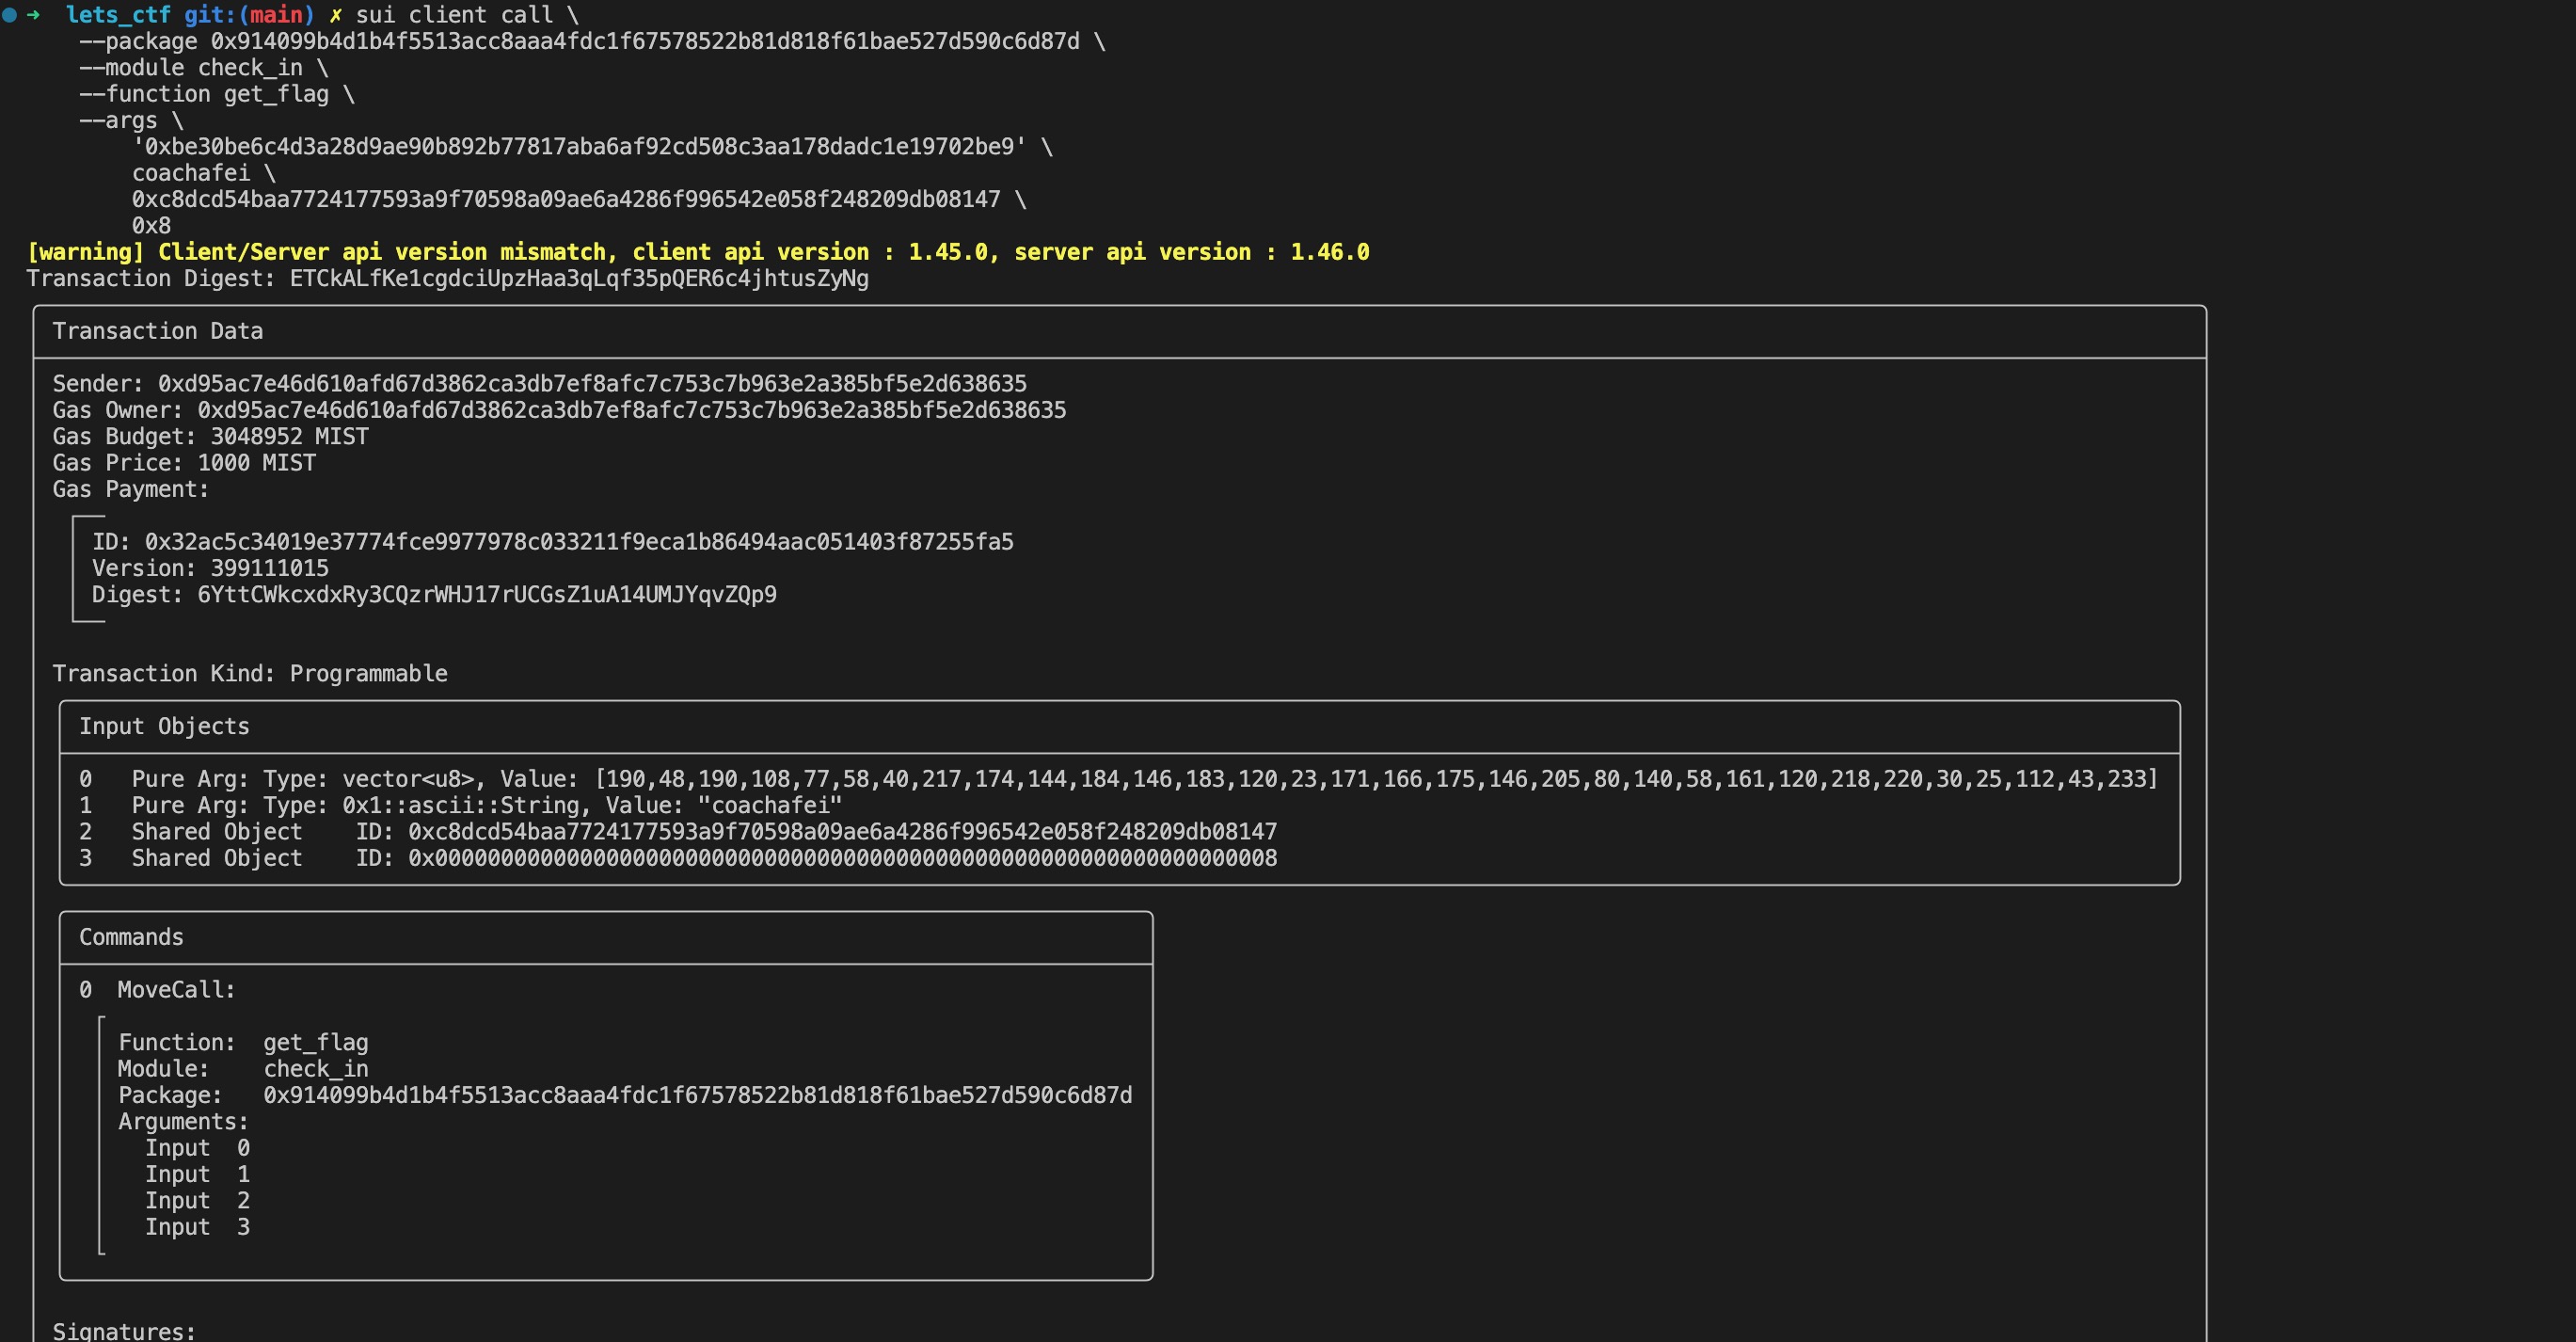 ➜ lets_ctf git:(main) ✗ sui client call \
--package 0x914099b4d1b4f5513acc8aaa4fdc1f67578522b81d818f61bae527d590c6d87d \
--module check_in \
--function get_flag \
--args \
'0xbe30be6c4d3a28d9ae90b892b77817aba6af92cd508c3aa178dadc1e19702be9' \
coachafei \
0xc8dcd54baa7724177593a9f70598a09ae6a4286f996542e058f248209db08147 \
0x8
[warning] Client/Server api version mismatch, client api version : 1.45.0, server api version : 1.46.0
Transaction Digest: ETCkALfKe1cgdciUpzHaa3qLqf35pQER6c4jhtusZyNg
Transaction Data
Sender: 0xd95ac7e46d610afd67d3862ca3db7ef8afc7c753c7b963e2a385bf5e2d638635
Gas Owner: 0xd95ac7e46d610afd67d3862ca3db7ef8afc7c753c7b963e2a385bf5e2d638635
Gas Budget: 3048952 MIST
Gas Price: 1000 MIST
Gas Payment:
ID: 0x32ac5c34019e37774fce9977978c033211f9eca1b86494aac051403f87255fa5
Version: 399111015
Digest: 6YttCWkcxdxRy3CQzrWHJ17rUCGsZ1uA14UMJYqvZQp9
Transaction Kind: Programmable
Input Objects
0 Pure Arg: Type: vector<u8>, Value: [190,48,190,108,77,58,40,217,174,144,184,146,183,120,23,171,166,175,146,205,80,140,58,161,120,218,220,30,25,112,43,233]
1 Pure Arg: Type: 0x1::ascii::String, Value: "coachafei"
2 Shared Object ID: 0xc8dcd54baa7724177593a9f70598a09ae6a4286f996542e058f248209db08147
3 Shared Object ID: 0x0000000000000000000000000000000000000000000000000000000000000008
Commands
0 MoveCall:
Function: get_flag
Module: check_in
Package: 0x914099b4d1b4f5513acc8aaa4fdc1f67578522b81d818f61bae527d590c6d87d
Arguments:
Input 0
Input 1
Input 2
Input 3
Signatures: